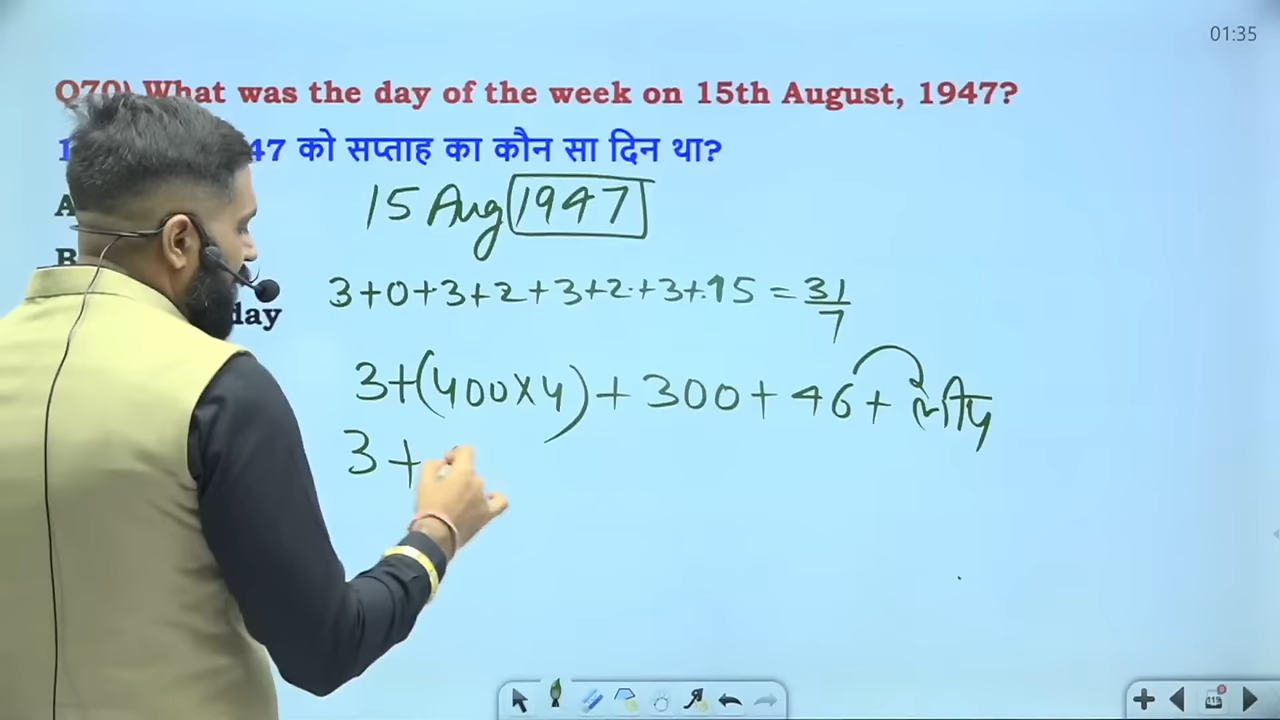 01:35
Q70) What was the day of the week on 15th August, 1947?
47 को सप्ताह का कौन सा दिन था?
A
15 Aug 1947
B
3+0+3+2+3+2+3+15 = 31/7
day
3+(400×4)+300+46+लीप
3+